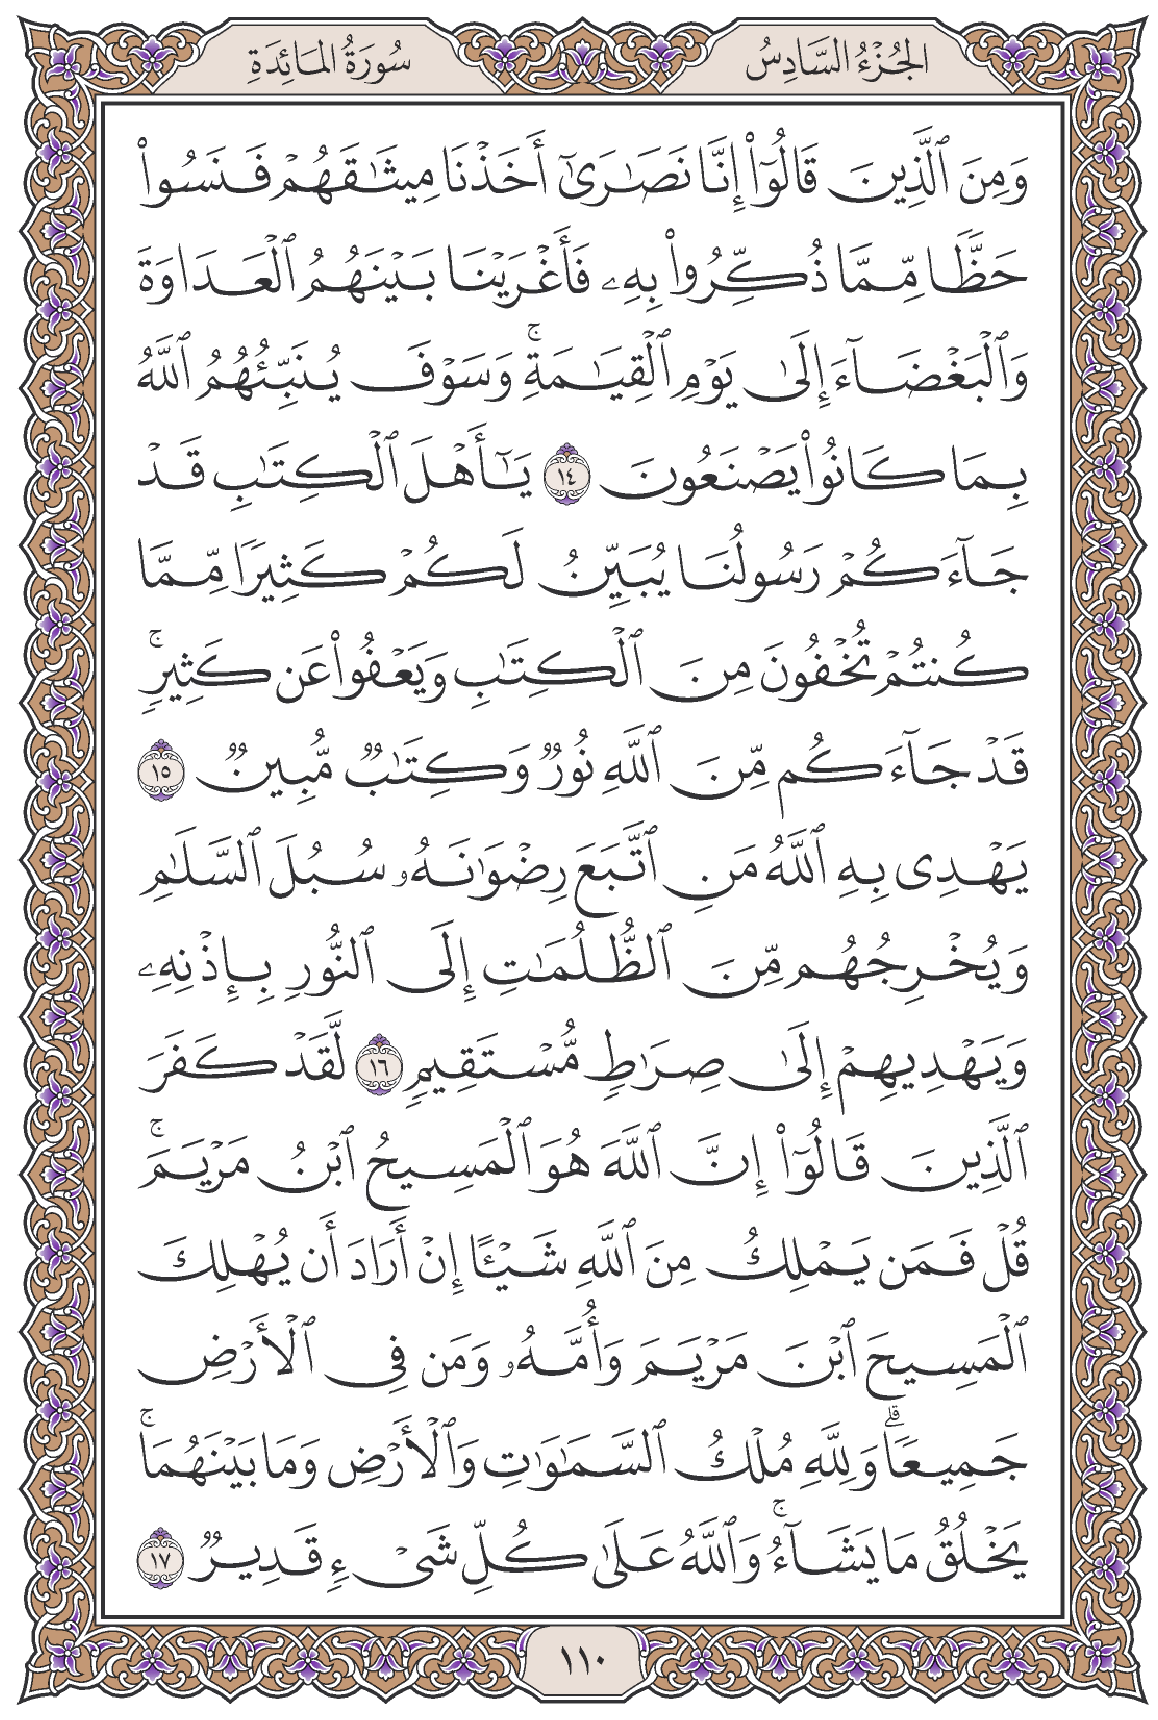 الجُزْءُ السَّادِسُ
سُورَةُ المَائِدَةِ
وَمِنَ ٱلَّذِينَ قَالُوٓا۟ إِنَّا نَصَـٰرَىٰٓ أَخَذْنَا مِيثَـٰقَهُمْ فَنَسُوا۟
حَظًّا مِّمَّا ذُكِّرُوا۟ بِهِۦ فَأَغْرَيْنَا بَيْنَهُمُ ٱلْعَدَاوَةَ
وَٱلْبَغْضَآءَ إِلَىٰ يَوْمِ ٱلْقِيَـٰمَةِ ۚ وَسَوْفَ يُنَبِّئُهُمُ ٱللَّهُ
بِمَا كَانُوا۟ يَصْنَعُونَ ١٤ يَـٰٓأَهْلَ ٱلْكِتَـٰبِ قَدْ
جَآءَكُمْ رَسُولُنَا يُبَيِّنُ لَكُمْ كَثِيرًا مِّمَّا
كُنتُمْ تُخْفُونَ مِنَ ٱلْكِتَـٰبِ وَيَعْفُوا۟ عَن كَثِيرٍ ۚ
قَدْ جَآءَكُم مِّنَ ٱللَّهِ نُورٌ وَكِتَـٰبٌ مُّبِينٌ ١٥
يَهْدِى بِهِ ٱللَّهُ مَنِ ٱتَّبَعَ رِضْوَٰنَهُۥ سُبُلَ ٱلسَّلَـٰمِ
وَيُخْرِجُهُم مِّنَ ٱلظُّلُمَـٰتِ إِلَى ٱلنُّورِ بِإِذْنِهِۦ
وَيَهْدِيهِمْ إِلَىٰ صِرَٰطٍ مُّسْتَقِيمٍ ١٦ لَّقَدْ كَفَرَ
ٱلَّذِينَ قَالُوٓا۟ إِنَّ ٱللَّهَ هُوَ ٱلْمَسِيحُ ٱبْنُ مَرْيَمَ ۚ
قُلْ فَمَن يَمْلِكُ مِنَ ٱللَّهِ شَيْـًٔا إِنْ أَرَادَ أَن يُهْلِكَ
ٱلْمَسِيحَ ٱبْنَ مَرْيَمَ وَأُمَّهُۥ وَمَن فِى ٱلْأَرْضِ
جَمِيعًا ۗ وَلِلَّهِ مُلْكُ ٱلسَّمَـٰوَٰتِ وَٱلْأَرْضِ وَمَا بَيْنَهُمَا ۚ
يَخْلُقُ مَا يَشَآءُ ۚ وَٱللَّهُ عَلَىٰ كُلِّ شَىْءٍ قَدِيرٌ ١٧
١١٠